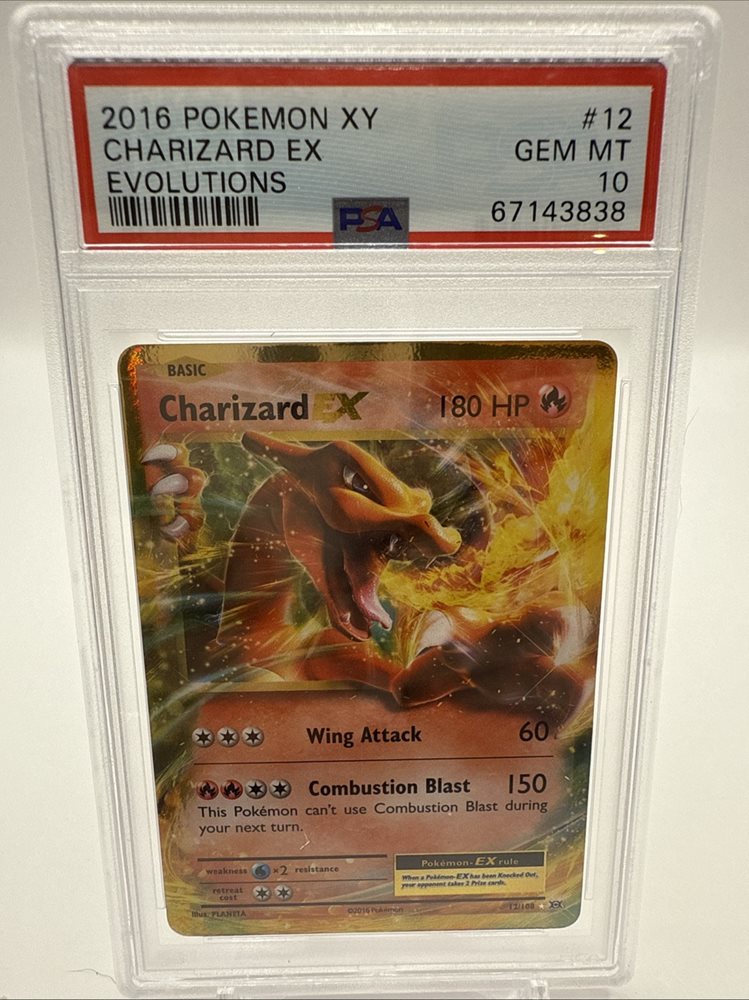 2016 POKEMON XY #12
CHARIZARD EX GEM MT
EVOLUTIONS 10
PSA 67143838
BASIC
Charizard EX 180 HP
Wing Attack 60
Combustion Blast 150
This Pokémon can't use Combustion Blast during
your next turn.
weakness ×2 resistance
retreat
cost
Pokémon-EX rule
When a Pokémon-EX has been Knocked Out,
your opponent takes 2 Prize cards.
Illus. PLANETA
©2016 Pokémon
12/108